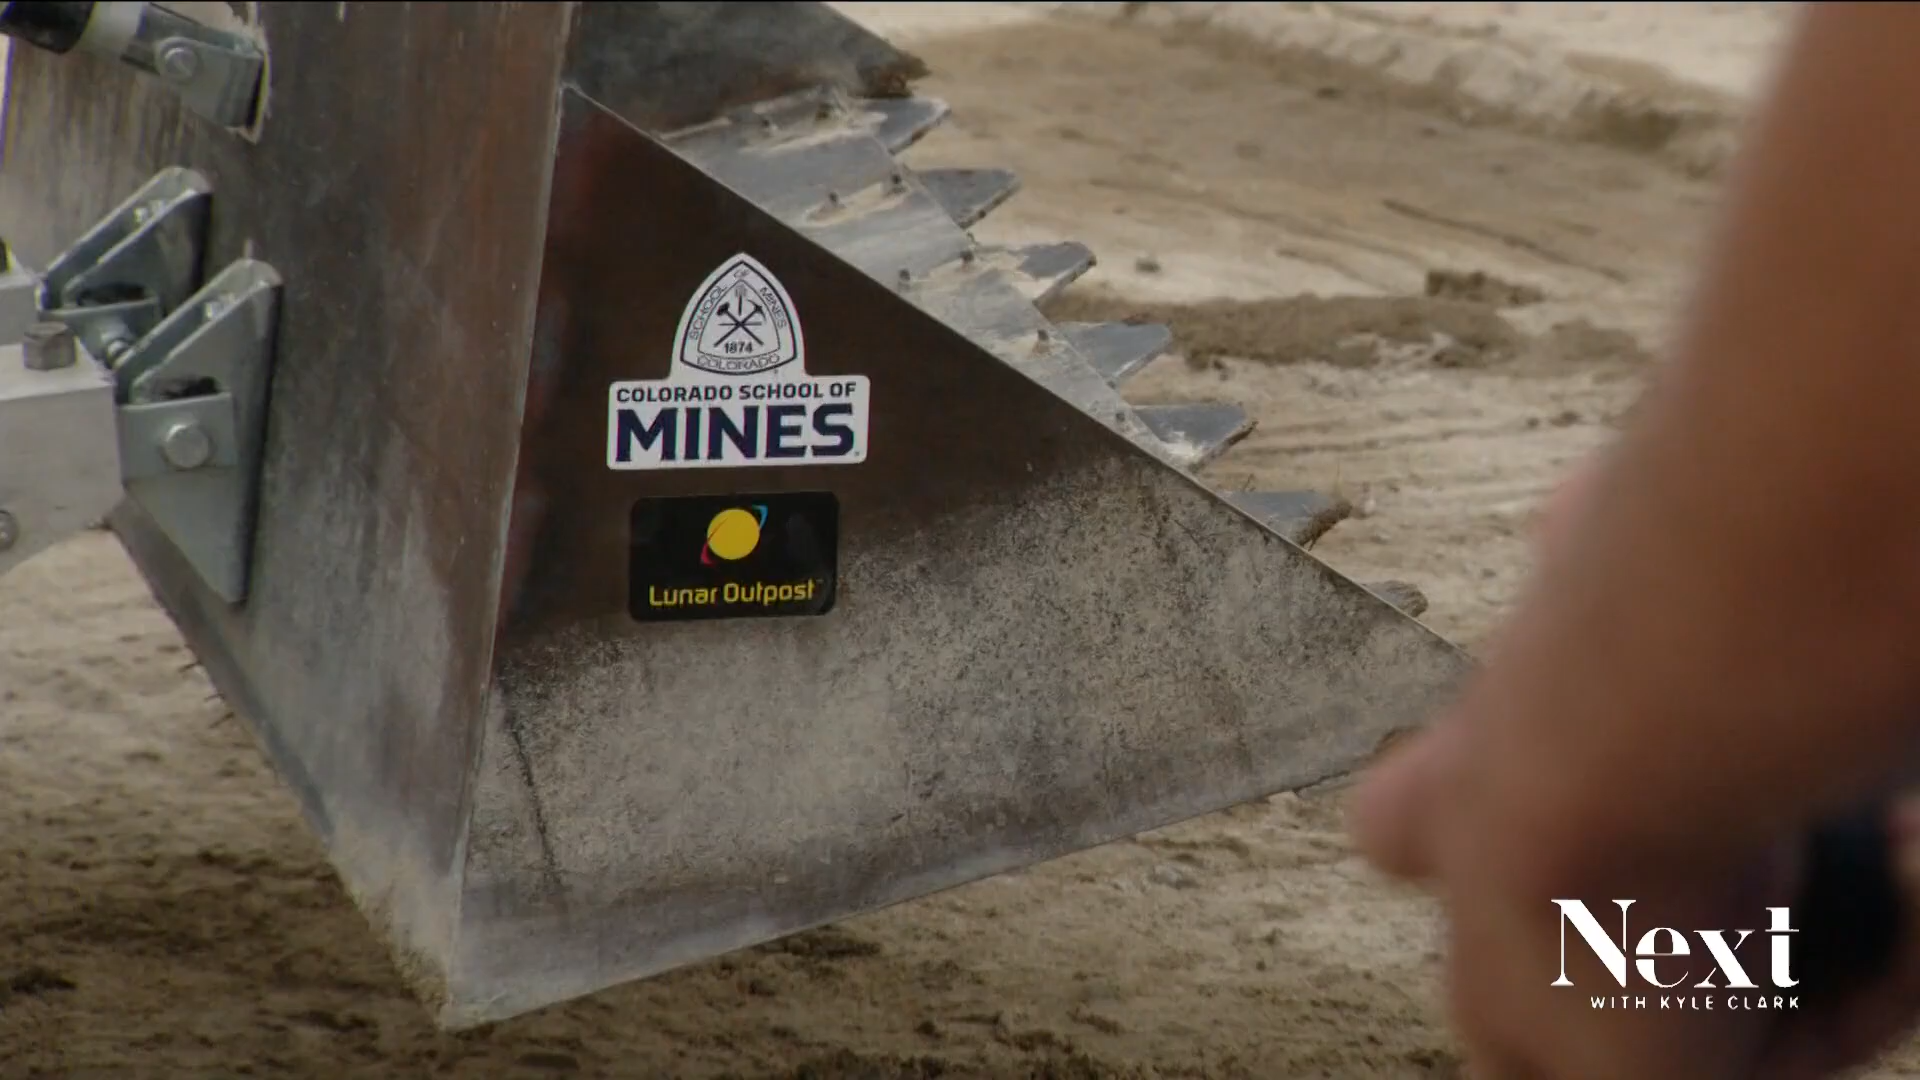 SCHOOL OF MINES
1874
COLORADO
COLORADO SCHOOL OF
MINES
Lunar Outpost
Next
WITH KYLE CLARK